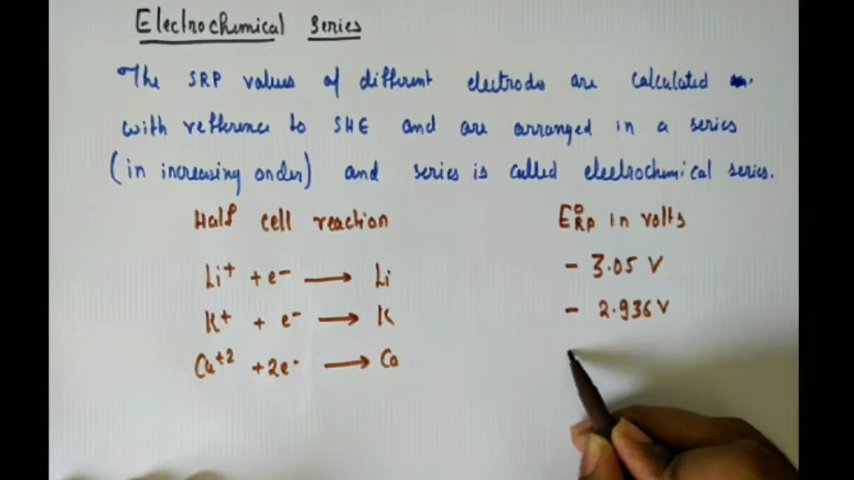 Electrochemical Series
The SRP values of different electrods are calculated
with refference to SHE and are arranged in a series
(in increasing order) and series is called electrochemical series.
Half cell reaction E°RP in volts
Li+ + e- → Li - 3.05 V
K+ + e- → K - 2.936 V
Ca+2 + 2e- → Ca